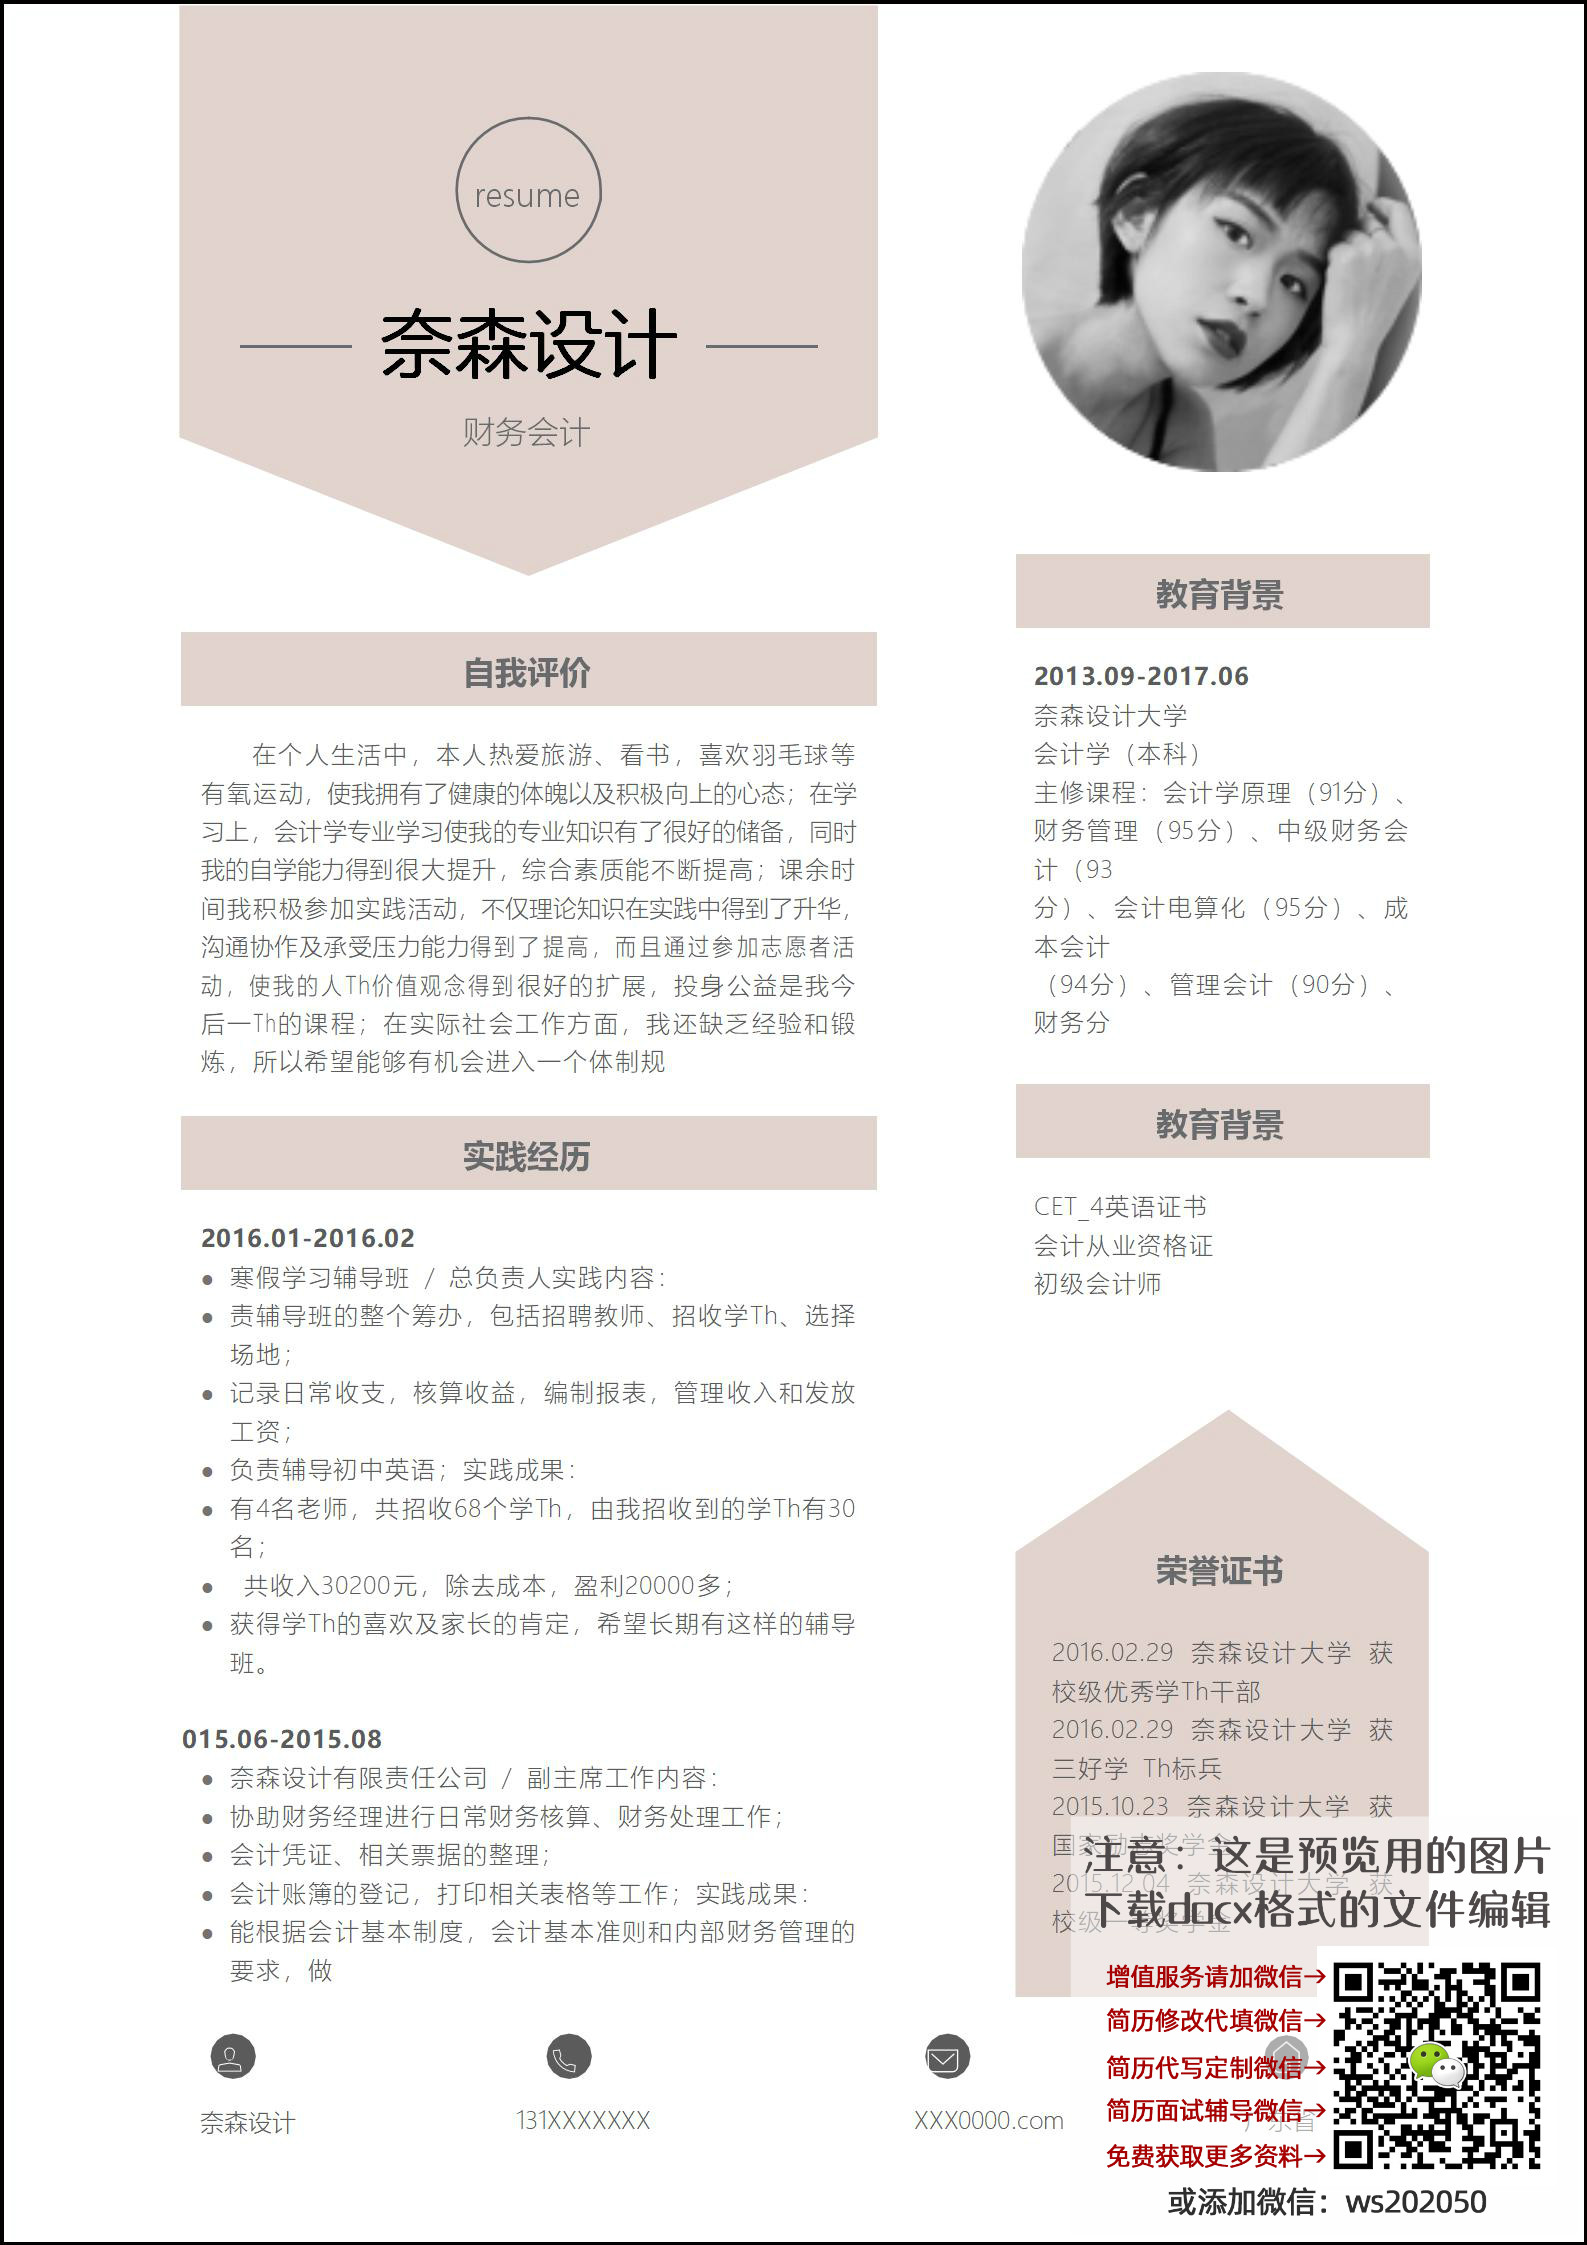 resume
奈森设计
财务会计
自我评价
在个人生活中，本人热爱旅游、看书，喜欢羽毛球等
有氧运动，使我拥有了健康的体魄以及积极向上的心态；在学
习上，会计学专业学习使我的专业知识有了很好的储备，同时
我的自学能力得到很大提升，综合素质能不断提高；课余时
间我积极参加实践活动，不仅理论知识在实践中得到了升华，
沟通协作及承受压力能力得到了提高，而且通过参加志愿者活
动，使我的人Th价值观念得到很好的扩展，投身公益是我今
后一Th的课程；在实际社会工作方面，我还缺乏经验和锻
炼，所以希望能够有机会进入一个体制规
实践经历
2016.01-2016.02
● 寒假学习辅导班 / 总负责人实践内容：
● 责辅导班的整个筹办，包括招聘教师、招收学Th、选择
场地；
● 记录日常收支，核算收益，编制报表，管理收入和发放
工资；
● 负责辅导初中英语；实践成果：
● 有4名老师，共招收68个学Th，由我招收到的学Th有30
名；
● 共收入30200元，除去成本，盈利20000多；
● 获得学Th的喜欢及家长的肯定，希望长期有这样的辅导
班。
015.06-2015.08
● 奈森设计有限责任公司 / 副主席工作内容：
● 协助财务经理进行日常财务核算、财务处理工作；
● 会计凭证、相关票据的整理；
● 会计账簿的登记，打印相关表格等工作；实践成果：
● 能根据会计基本制度，会计基本准则和内部财务管理的
要求，做
教育背景
2013.09-2017.06
奈森设计大学
会计学（本科）
主修课程：会计学原理（91分）、
财务管理（95分）、中级财务会
计（93
分）、会计电算化（95分）、成
本会计
（94分）、管理会计（90分）、
财务分
教育背景
CET_4英语证书
会计从业资格证
初级会计师
荣誉证书
2016.02.29 奈森设计大学 获
校级优秀学Th干部
2016.02.29 奈森设计大学 获
三好学 Th标兵
2015.10.23 奈森设计大学 获
国家励志奖学金
2015.12.04 奈森设计大学 获
校级一等奖学金
注意：这是预览用的图片
下载docx格式的文件编辑
增值服务请加微信→
简历修改代填微信→
简历代写定制微信→
简历面试辅导微信→
免费获取更多资料→
或添加微信：ws202050
奈森设计
131XXXXXXX
XXX0000.com
广东省